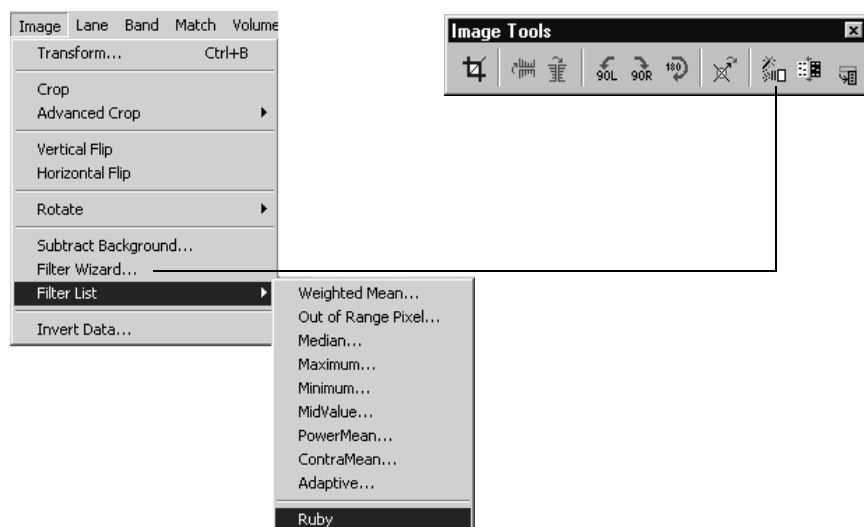 Image Lane Band Match Volume
Transform... Ctrl+B
Crop
Advanced Crop
Vertical Flip
Horizontal Flip
Rotate
Subtract Background...
Filter Wizard...
Filter List
Invert Data...
Weighted Mean...
Out of Range Pixel...
Median...
Maximum...
Minimum...
MidValue...
PowerMean...
ContraMean...
Adaptive...
Ruby
Image Tools
90L 90R 180